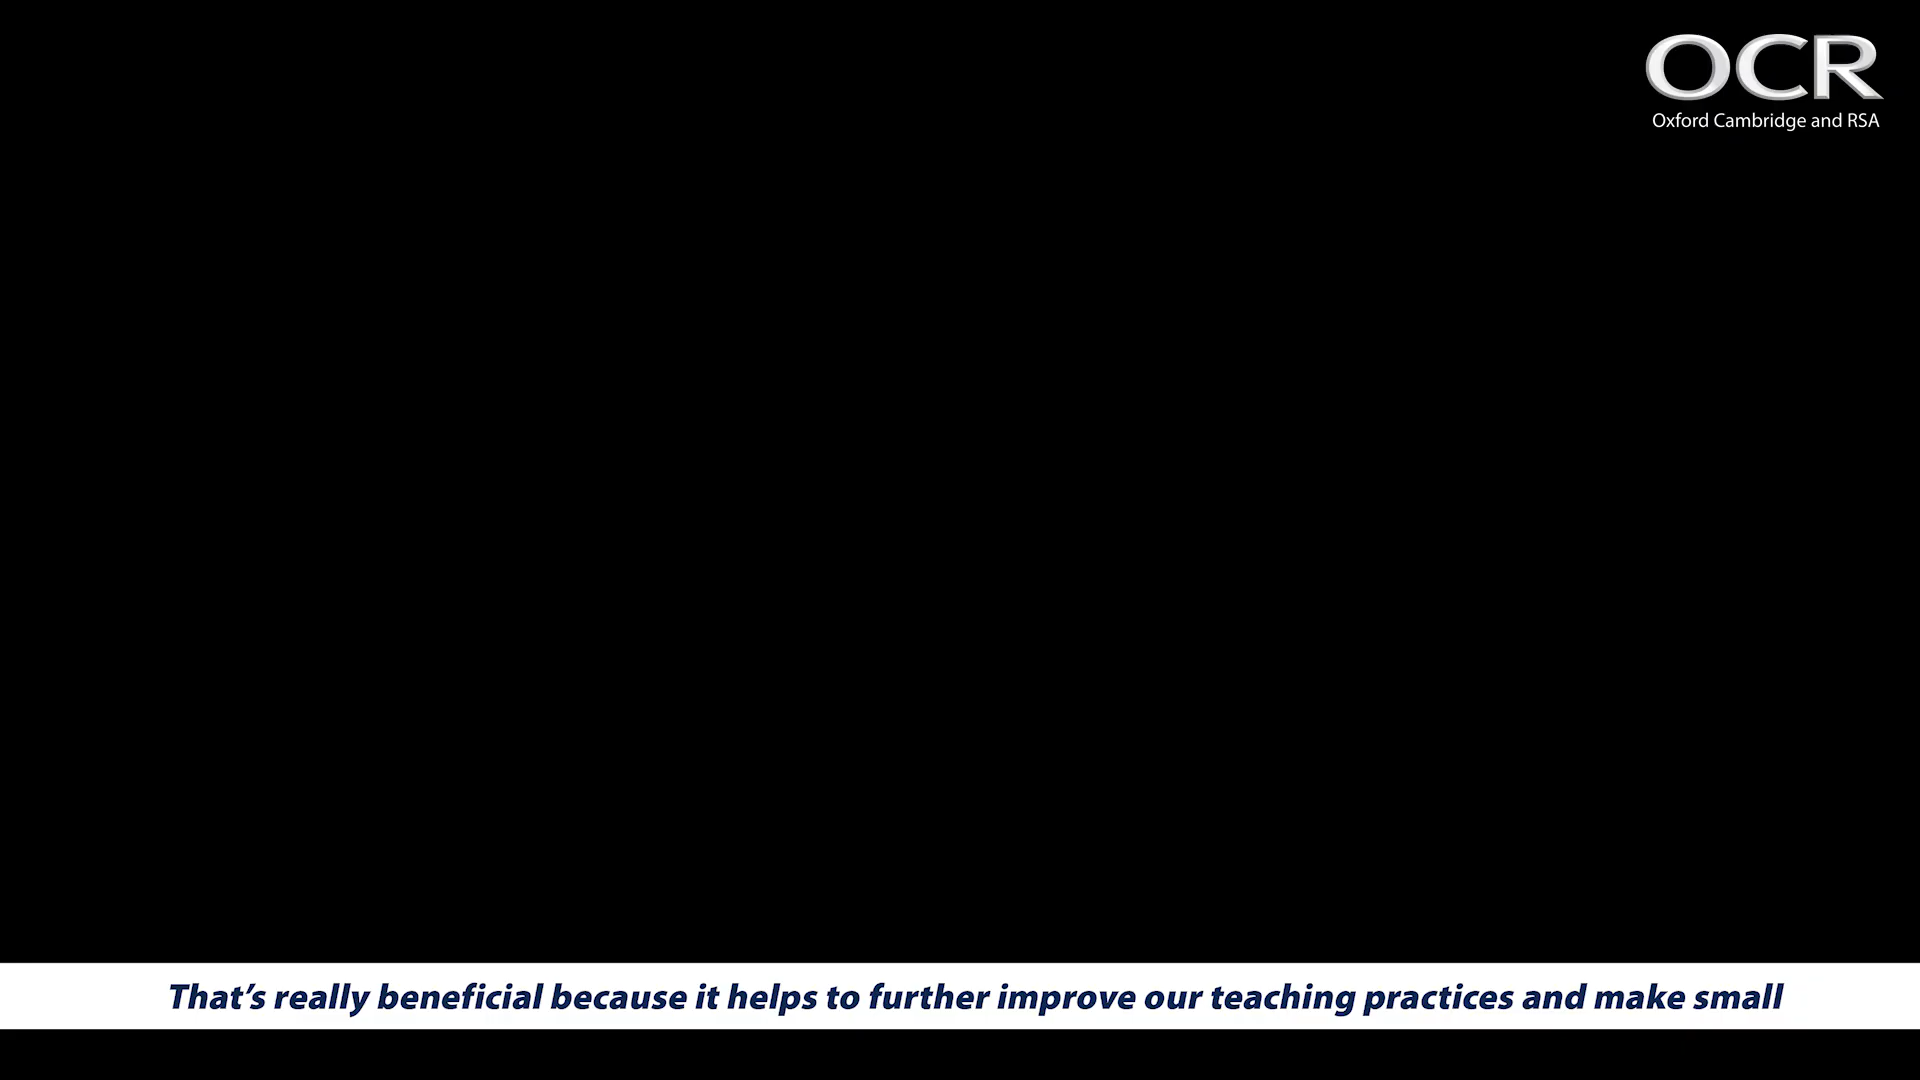 OCR
Oxford Cambridge and RSA
That's really beneficial because it helps to further improve our teaching practices and make small